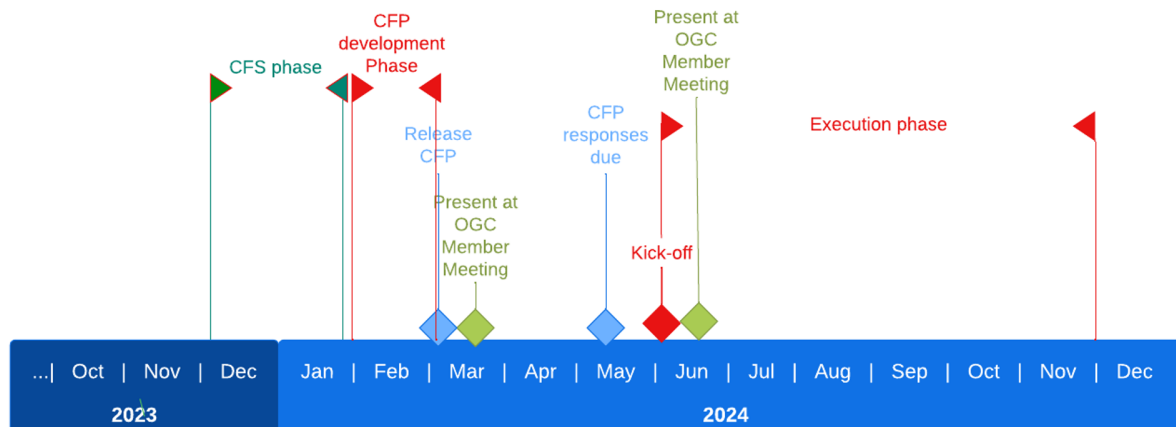 CFP
development
Phase
CFS phase
Present at
OGC
Member
Meeting
Release
CFP
CFP
responses
due
Execution phase
Present at
OGC
Member
Meeting
Kick-off
...| Oct | Nov | Dec Jan | Feb | Mar | Apr | May | Jun | Jul | Aug | Sep | Oct | Nov | Dec
2023 2024